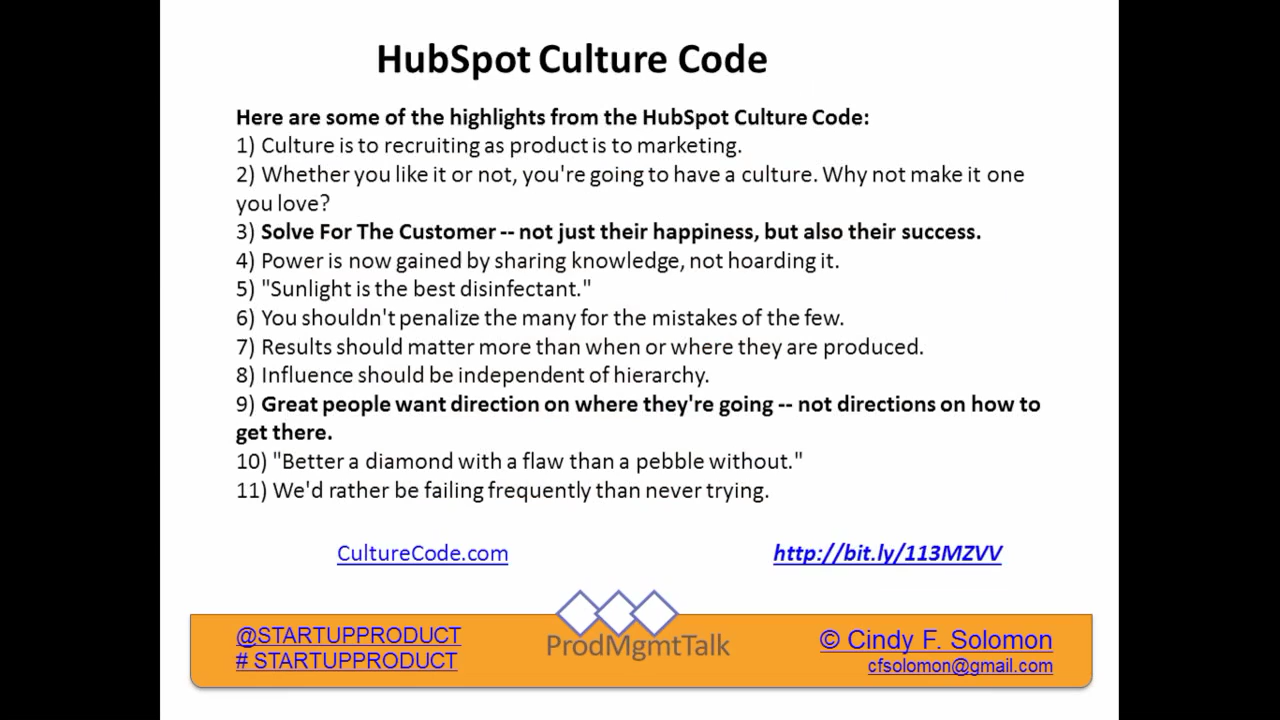 HubSpot Culture Code
Here are some of the highlights from the HubSpot Culture Code:
1) Culture is to recruiting as product is to marketing.
2) Whether you like it or not, you're going to have a culture. Why not make it one
you love?
3) Solve For The Customer -- not just their happiness, but also their success.
4) Power is now gained by sharing knowledge, not hoarding it.
5) "Sunlight is the best disinfectant."
6) You shouldn't penalize the many for the mistakes of the few.
7) Results should matter more than when or where they are produced.
8) Influence should be independent of hierarchy.
9) Great people want direction on where they're going -- not directions on how to
get there.
10) "Better a diamond with a flaw than a pebble without."
11) We'd rather be failing frequently than never trying.
CultureCode.com
http://bit.ly/113MZVV
@STARTUPPRODUCT
# STARTUPPRODUCT
ProdMgmtTalk
© Cindy F. Solomon
cfsolomon@gmail.com